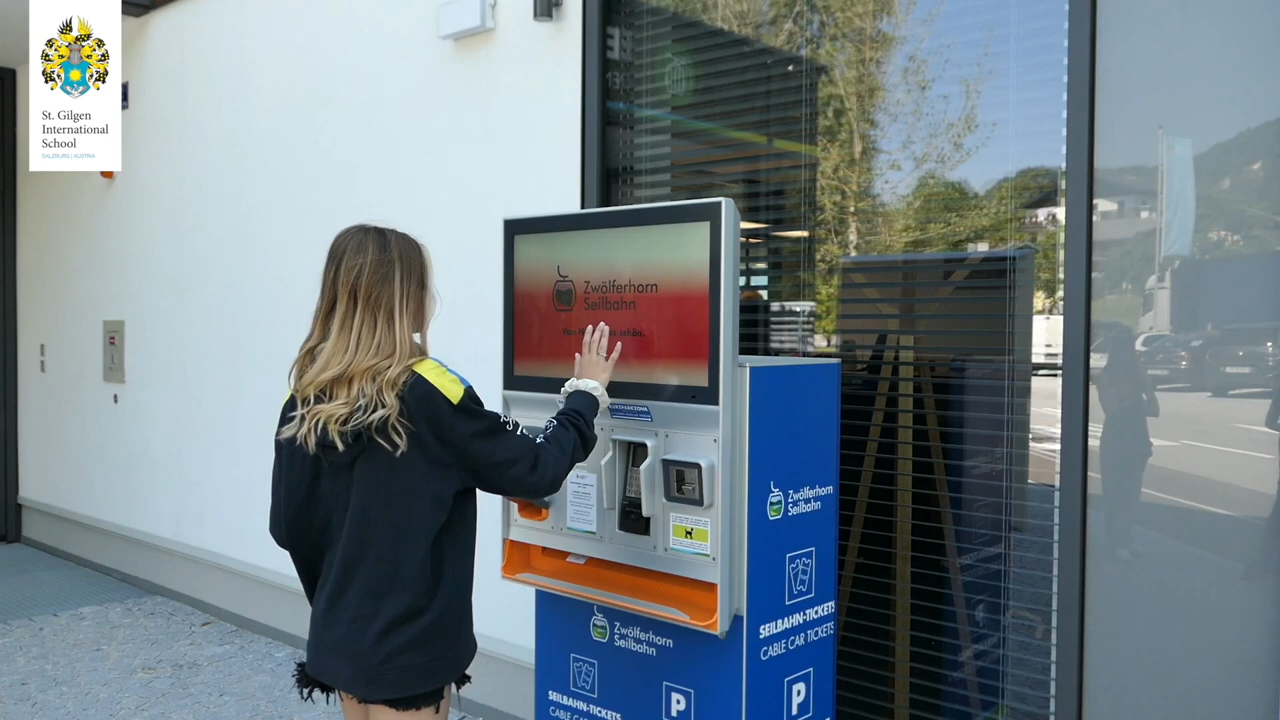 St. Gilgen
International
School
SALZBURG | AUSTRIA
Zwölferhorn
Seilbahn
KURZPARKZONE
Zwölferhorn
Seilbahn
SEILBAHN-TICKETS
CABLE CAR TICKETS
P
Zwölferhorn
Seilbahn
SEILBAHN-TICKETS
CABLE CAR TICKETS
P